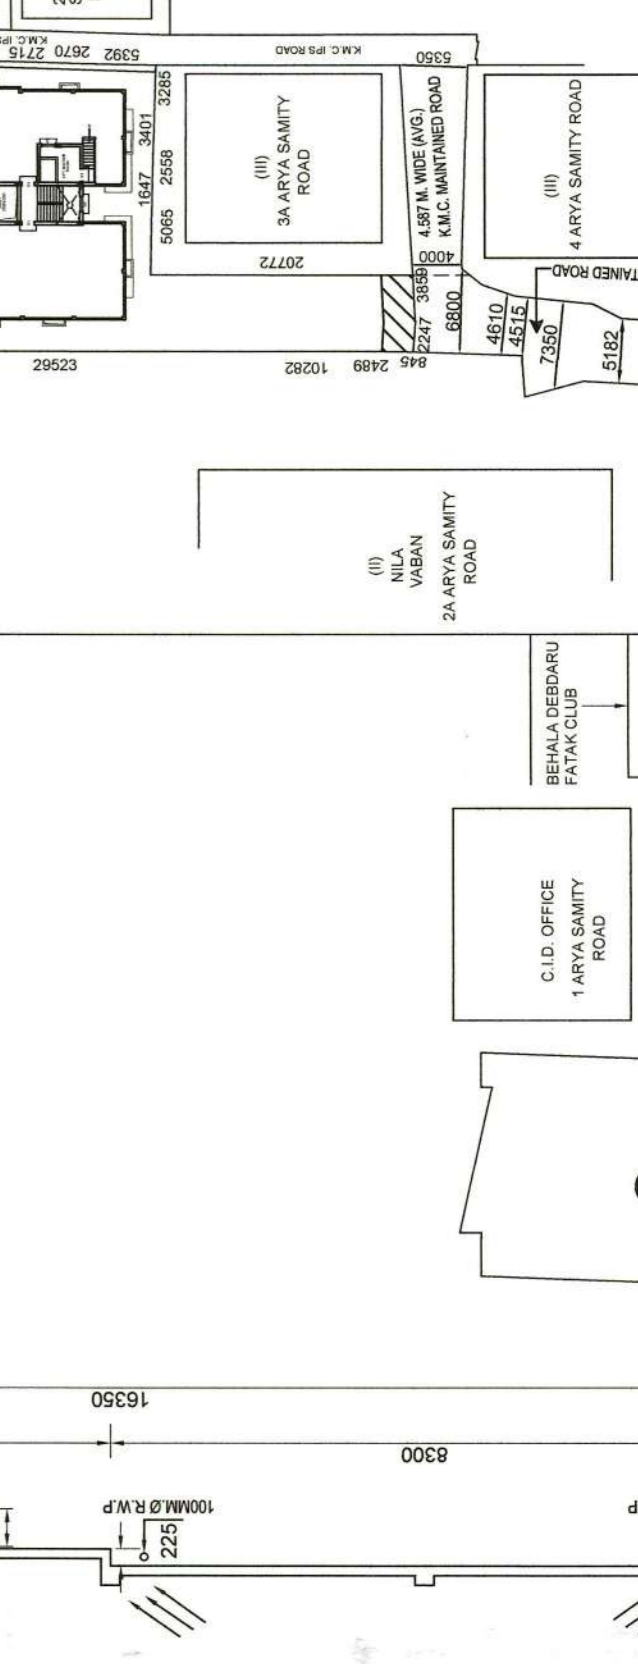 K.M.C. IPS
2715
2670
5392
K.M.C. IPS ROAD
5350
3285
3401
2558
1647
5065
20772
(III)
3A ARYA SAMITY
ROAD
4.587 M. WIDE (AVG.)
K.M.C. MAINTAINED ROAD
4000
(III)
4 ARYA SAMITY ROAD
TAINED ROAD
3859
2247
6800
4610
4515
7350
5182
29523
10282
2489
845
(II)
NILA
VABAN
2A ARYA SAMITY
ROAD
BEHALA DEBDARU
FATAK CLUB
C.I.D. OFFICE
1 ARYA SAMITY
ROAD
16350
8300
100MM.Ø R.W.P
225
P